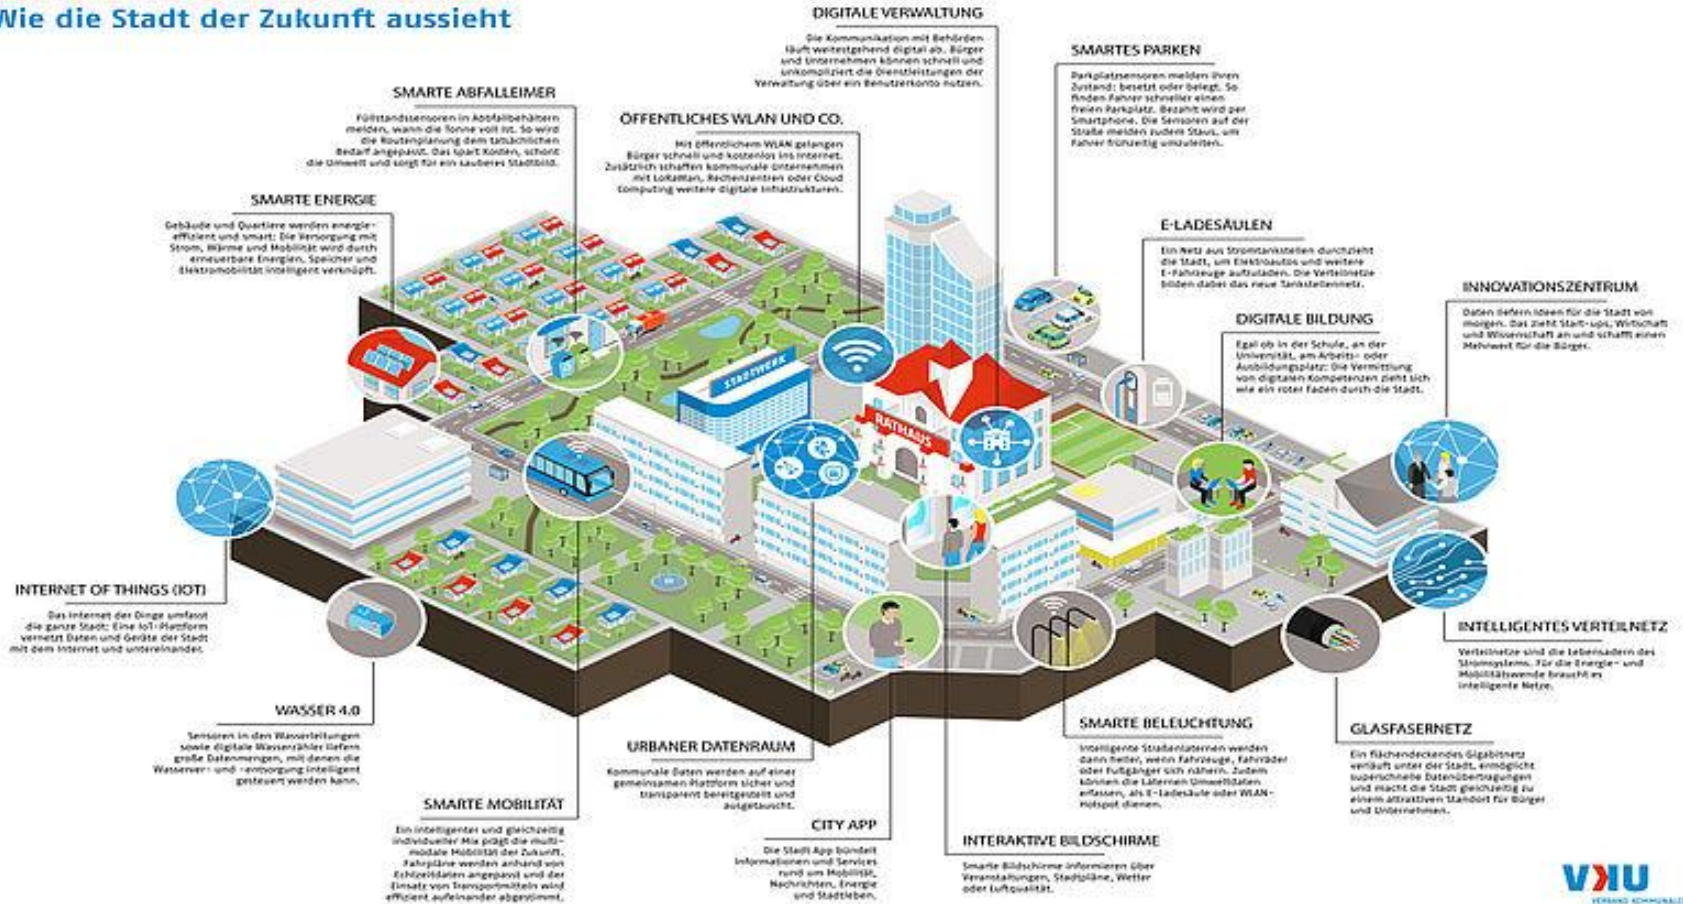 Wie die Stadt der Zukunft aussieht
DIGITALE VERWALTUNG
Die Kommunikation mit Behörden
läuft weitestgehend digital ab. Bürger
und Unternehmen können schnell und
unkompliziert die Dienstleistungen der
Verwaltung über ein Benutzerkonto nutzen.
SMARTES PARKEN
Parkplatzsensoren melden ihren
Zustand: besetzt oder belegt. So
finden Fahrer schneller einen
freien Parkplatz. Bezahlt wird per
Smartphone. Die Sensoren auf der
Straße melden zudem Staus, um
Fahrer frühzeitig umzuleiten.
SMARTE ABFALLEIMER
Füllstandssensoren in Abfallbehältern
melden, wann die Tonne voll ist. So wird
die Routenplanung dem tatsächlichen
Bedarf angepasst. Das spart Kosten, schont
die Umwelt und sorgt für ein sauberes Stadtbild.
ÖFFENTLICHES WLAN UND CO.
Mit öffentlichem WLAN gelangen
Bürger schnell und kostenlos ins Internet.
Zusätzlich schaffen kommunale Unternehmen
mit LoRaWan, Rechenzentren oder Cloud
Computing weitere digitale Infrastrukturen.
SMARTE ENERGIE
Gebäude und Quartiere werden energie-
effizient und smart: Die Versorgung mit
Strom, Wärme und Mobilität wird durch
erneuerbare Energien, Speicher und
Elektromobilität intelligent verknüpft.
E-LADESÄULEN
Ein Netz aus Stromtankstellen durchzieht
die Stadt, um Elektroautos und weitere
E-Fahrzeuge aufzuladen. Die Verteilnetze
bilden dabei das neue Tankstellennetz.
INNOVATIONSZENTRUM
Daten liefern Ideen für die Stadt von
morgen. Das zieht Start-ups, Wirtschaft
und Wissenschaft an und schafft einen
Mehrwert für die Bürger.
DIGITALE BILDUNG
Egal ob in der Schule, an der
Universität, am Arbeits- oder
Ausbildungsplatz: Die Vermittlung
von digitalen Kompetenzen zieht sich
wie ein roter Faden durch die Stadt.
STADTWERK
RATHAUS
INTERNET OF THINGS (IOT)
Das Internet der Dinge umfasst
die ganze Stadt: Eine IoT-Plattform
vernetzt Daten und Geräte der Stadt
mit dem Internet und untereinander.
INTELLIGENTES VERTEILNETZ
Verteilnetze sind die Lebensadern des
Stromsystems. Für die Energie- und
Mobilitätswende braucht es
intelligente Netze.
WASSER 4.0
Sensoren in den Wasserleitungen
sowie digitale Wasserzähler liefern
große Datenmengen, mit denen die
Wasserver- und -entsorgung intelligent
gesteuert werden kann.
URBANER DATENRAUM
Kommunale Daten werden auf einer
gemeinsamen Plattform sicher und
transparent bereitgestellt und
ausgetauscht.
SMARTE BELEUCHTUNG
Intelligente Straßenlaternen werden
dann heller, wenn Fahrzeuge, Fahrräder
oder Fußgänger sich nähern. Zudem
können die Laternen Umweltdaten
erfassen, als E-Ladesäule oder WLAN-
Hotspot dienen.
GLASFASERNETZ
Ein flächendeckendes Gigabitnetz
verläuft unter der Stadt, ermöglicht
superschnelle Datenübertragungen
und macht die Stadt gleichzeitig zu
einem attraktiven Standort für Bürger
und Unternehmen.
SMARTE MOBILITÄT
Ein intelligenter und gleichzeitig
individueller Mix prägt die multi-
modale Mobilität der Zukunft.
Fahrpläne werden anhand von
Echtzeitdaten angepasst und der
Einsatz von Transportmitteln wird
effizient aufeinander abgestimmt.
CITY APP
Die Stadt App bündelt
Informationen und Services
rund um Mobilität,
Nachrichten, Energie
und Stadtleben.
INTERAKTIVE BILDSCHIRME
Smarte Bildschirme informieren über
Veranstaltungen, Stadtpläne, Wetter
oder Luftqualität.
VKU
VERBAND KOMMUNALE